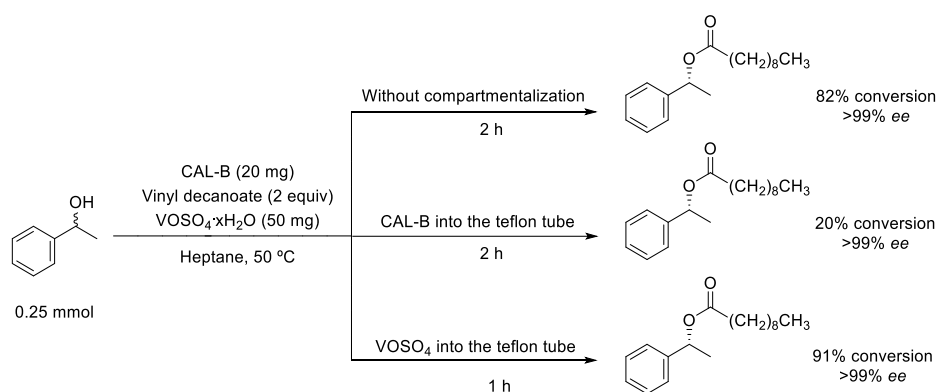 O
O
(CH2)8CH3
Without compartmentalization
2 h
82% conversion
>99% ee
OH
CAL-B (20 mg)
Vinyl decanoate (2 equiv)
VOSO4·xH2O (50 mg)
Heptane, 50 ºC
0.25 mmol
O
O
(CH2)8CH3
CAL-B into the teflon tube
2 h
20% conversion
>99% ee
O
O
(CH2)8CH3
VOSO4 into the teflon tube
1 h
91% conversion
>99% ee